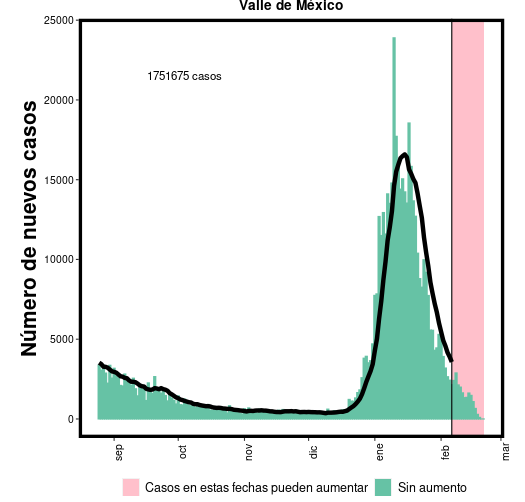 Valle de México
Número de nuevos casos
25000
20000
15000
10000
5000
0
1751675 casos
sep
oct
nov
dic
ene
feb
mar
Casos en estas fechas pueden aumentar
Sin aumento